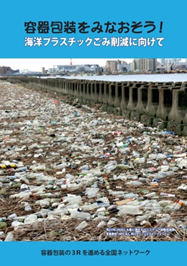 容器包装をみなおそう！
海洋プラスチックごみ削減に向けて
容器包装の3Rを進める全国ネットワーク